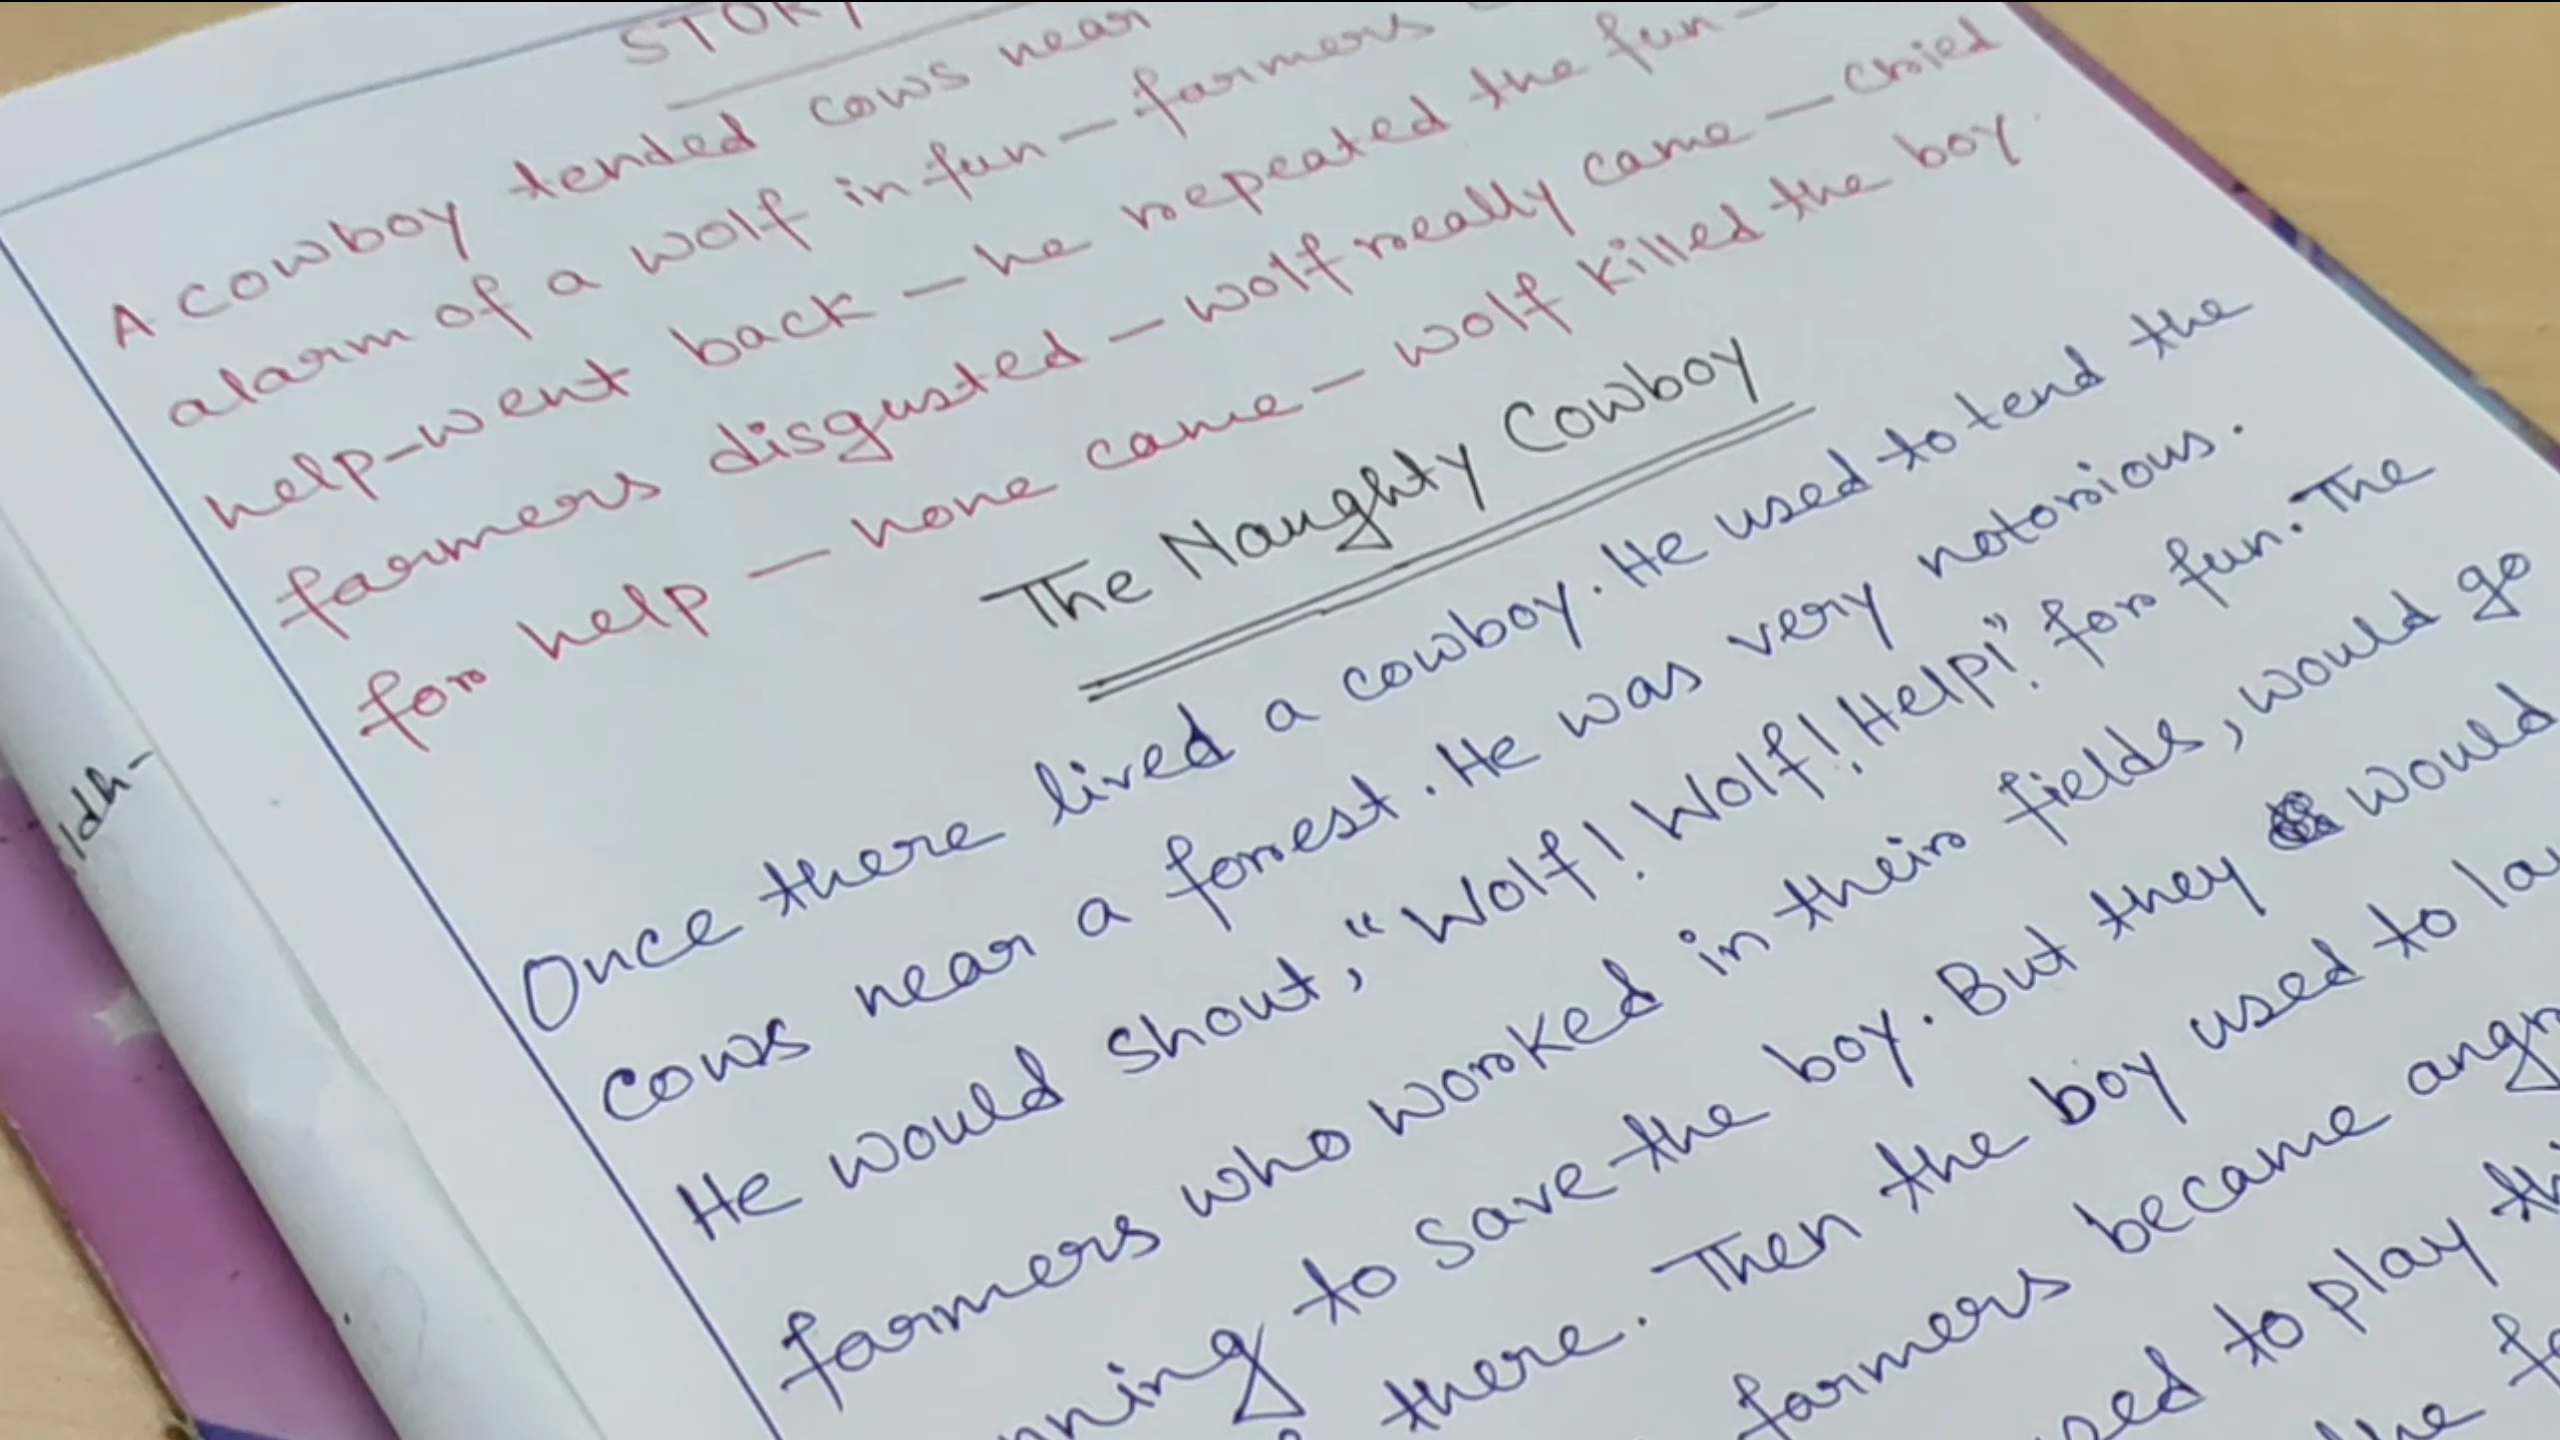 STORY
A cowboy tended cows near
alarm of a wolf in fun — farmers
help-went back — he repeated the fun —
farmers disgusted — wolf really came — cried
for help — none came — wolf killed the boy.
The Naughty Cowboy
Once there lived a cowboy. He used to tend the
cows near a forest. He was very notorious.
He would shout, "Wolf! Wolf! Help!" for fun. The
farmers who worked in their fields, would go
to save the boy. But they would
there. Then the boy used to
farmers became
to play
the